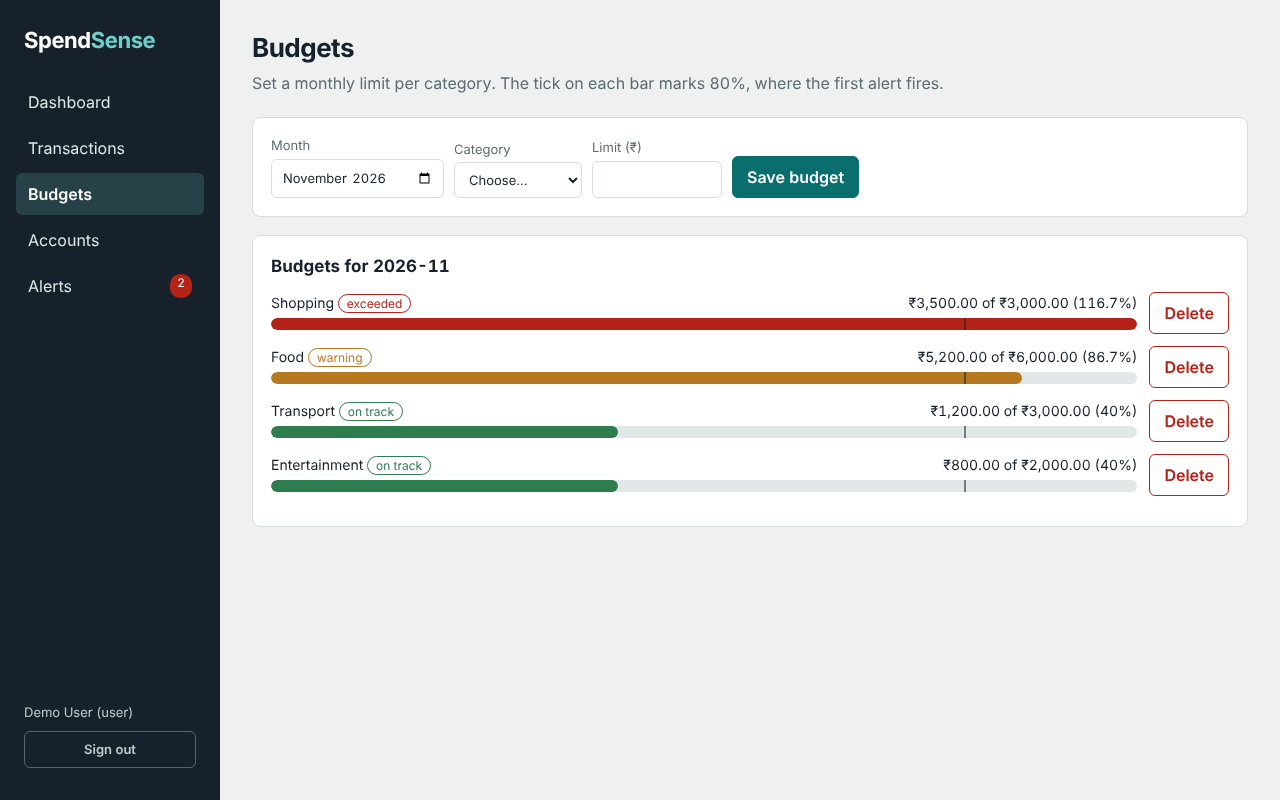 SpendSense
Dashboard
Transactions
Budgets
Accounts
Alerts 2
Demo User (user)
Sign out
Budgets
Set a monthly limit per category. The tick on each bar marks 80%, where the first alert fires.
Month Category Limit (₹)
November 2026 Choose... Save budget
Budgets for 2026-11
Shopping exceeded ₹3,500.00 of ₹3,000.00 (116.7%) Delete
Food warning ₹5,200.00 of ₹6,000.00 (86.7%) Delete
Transport on track ₹1,200.00 of ₹3,000.00 (40%) Delete
Entertainment on track ₹800.00 of ₹2,000.00 (40%) Delete